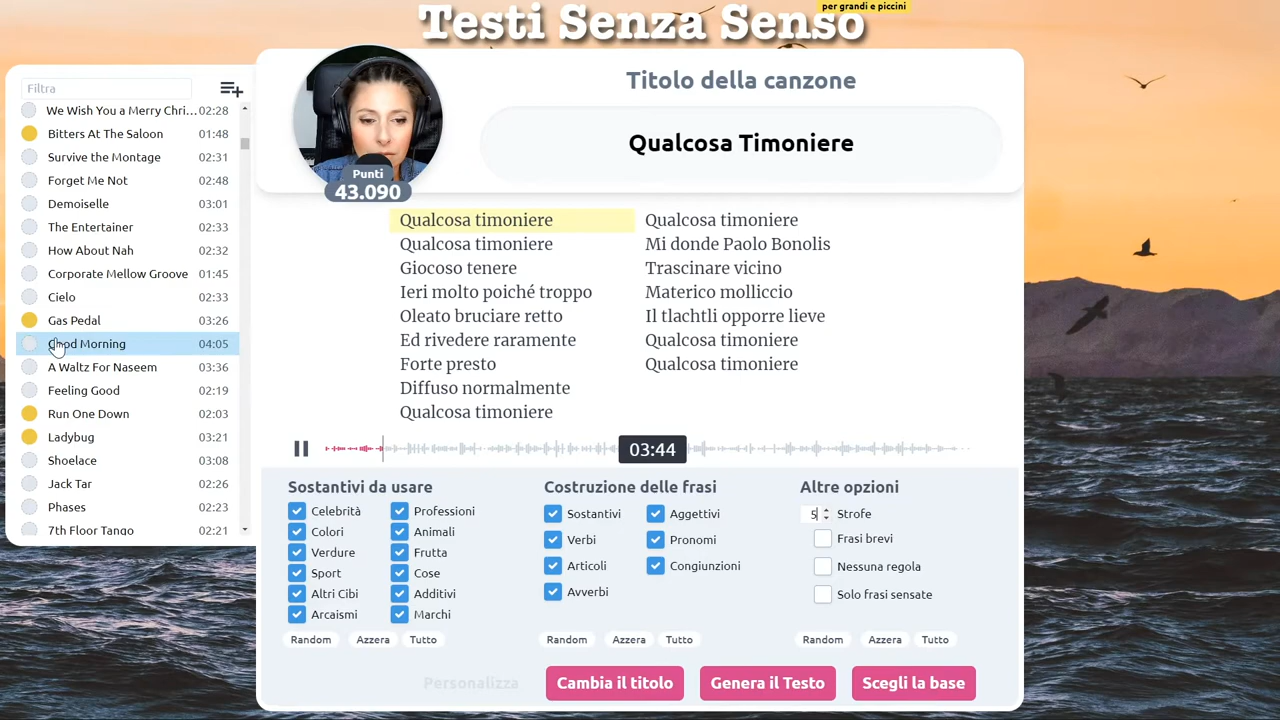 per grandi e piccini
Testi Senza Senso
Filtra
We Wish You a Merry Chri... 02:28
Bitters At The Saloon 01:48
Survive the Montage 02:31
Forget Me Not 02:48
Demoiselle 03:01
The Entertainer 02:33
How About Nah 02:32
Corporate Mellow Groove 01:45
Cielo 02:33
Gas Pedal 03:26
Good Morning 04:05
A Waltz For Naseem 03:36
Feeling Good 02:19
Run One Down 02:03
Ladybug 03:21
Shoelace 03:08
Jack Tar 02:26
Phases 02:23
7th Floor Tango 02:21
Punti
43.090
Titolo della canzone
Qualcosa Timoniere
Qualcosa timoniere
Qualcosa timoniere
Giocoso tenere
Ieri molto poiché troppo
Oleato bruciare retto
Ed rivedere raramente
Forte presto
Diffuso normalmente
Qualcosa timoniere
Qualcosa timoniere
Mi donde Paolo Bonolis
Trascinare vicino
Materico molliccio
Il tlachtli opporre lieve
Qualcosa timoniere
Qualcosa timoniere
03:44
Sostantivi da usare
Celebrità
Colori
Verdure
Sport
Altri Cibi
Arcaismi
Professioni
Animali
Frutta
Cose
Additivi
Marchi
Random Azzera Tutto
Costruzione delle frasi
Sostantivi
Verbi
Articoli
Avverbi
Aggettivi
Pronomi
Congiunzioni
Random Azzera Tutto
Altre opzioni
5 Strofe
Frasi brevi
Nessuna regola
Solo frasi sensate
Random Azzera Tutto
Personalizza
Cambia il titolo
Genera il Testo
Scegli la base